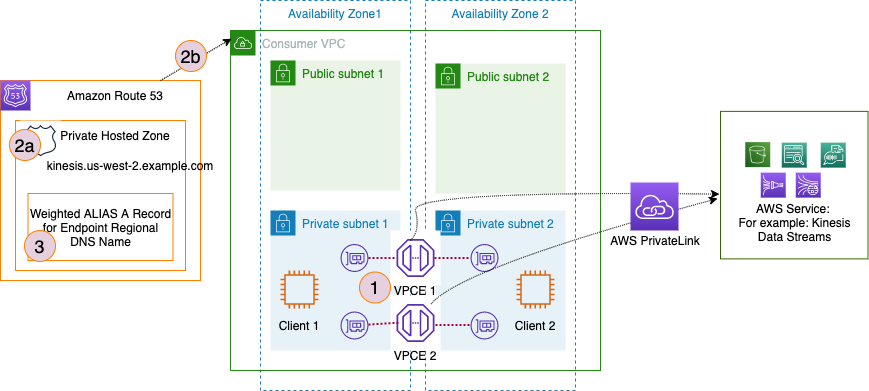 Availability Zone1
Availability Zone 2
2b
Consumer VPC
53
Amazon Route 53
Public subnet 1
Public subnet 2
2a
Private Hosted Zone
kinesis.us-west-2.example.com
Weighted ALIAS A Record
for Endpoint Regional
DNS Name
3
Private subnet 1
Private subnet 2
1
VPCE 1
Client 1
Client 2
VPCE 2
AWS PrivateLink
AWS Service:
For example: Kinesis
Data Streams